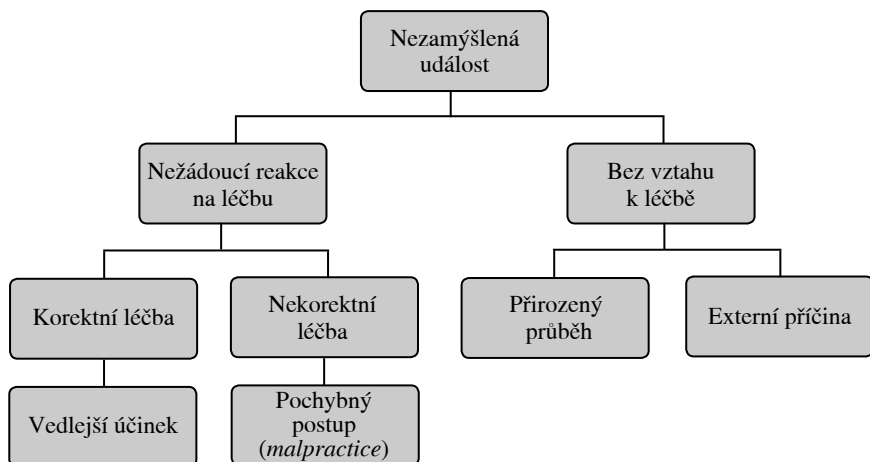 Nezamýšlená
událost
Nežádoucí reakce
na léčbu
Bez vztahu
k léčbě
Korektní léčba
Nekorektní
léčba
Přirozený
průběh
Externí příčina
Vedlejší účinek
Pochybný
postup
(malpractice)